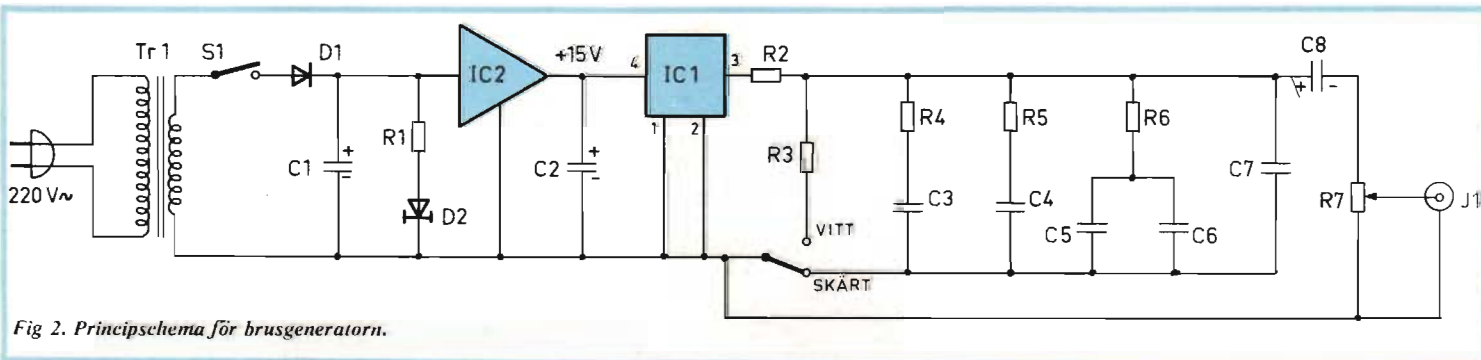 Tr 1
S1
D1
IC2
+15V
4
IC1
3
R2
C8
+
-
220 V~
C1
+
-
R1
D2
C2
+
-
1
2
R3
R4
R5
R6
C7
R7
J1
C3
C4
C5
C6
VITT
SKÄRT
Fig 2. Principschema för brusgeneratorn.